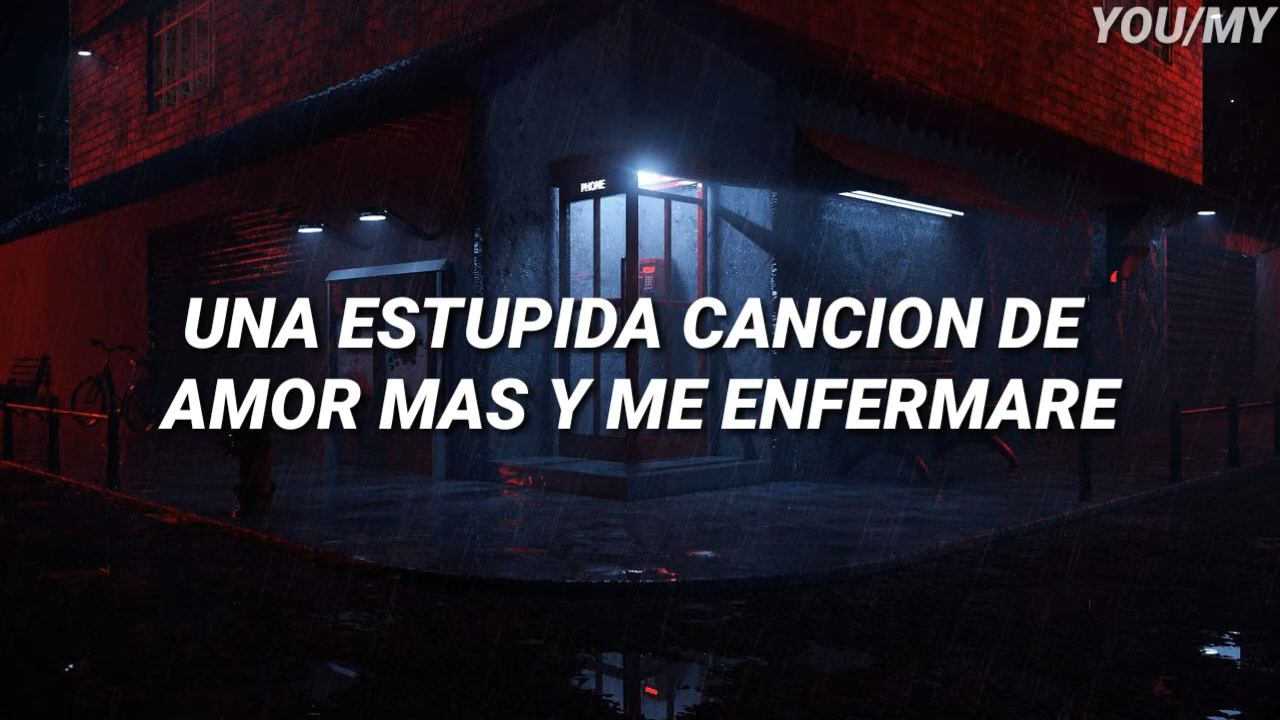 YOU/MY
PHONE
UNA ESTUPIDA CANCION DE
AMOR MAS Y ME ENFERMARE